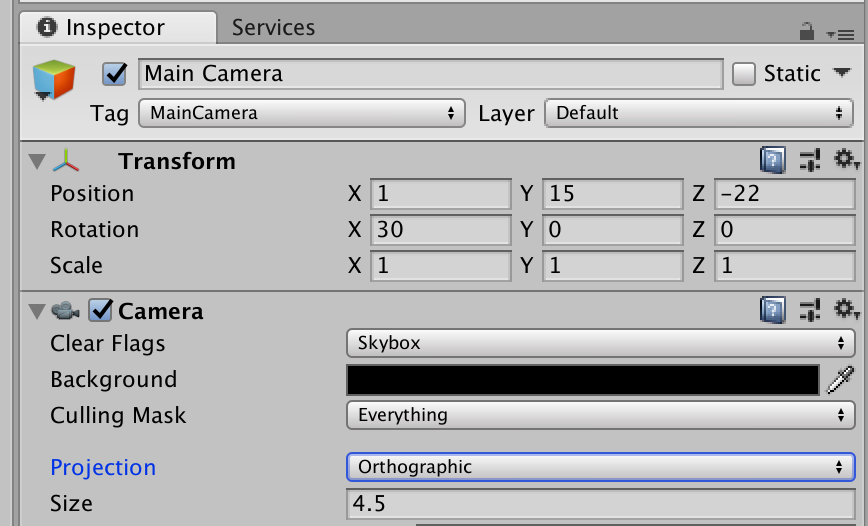 Inspector Services
Main Camera Static
Tag MainCamera Layer Default
Transform
Position X 1 Y 15 Z -22
Rotation X 30 Y 0 Z 0
Scale X 1 Y 1 Z 1
Camera
Clear Flags Skybox
Background
Culling Mask Everything
Projection Orthographic
Size 4.5